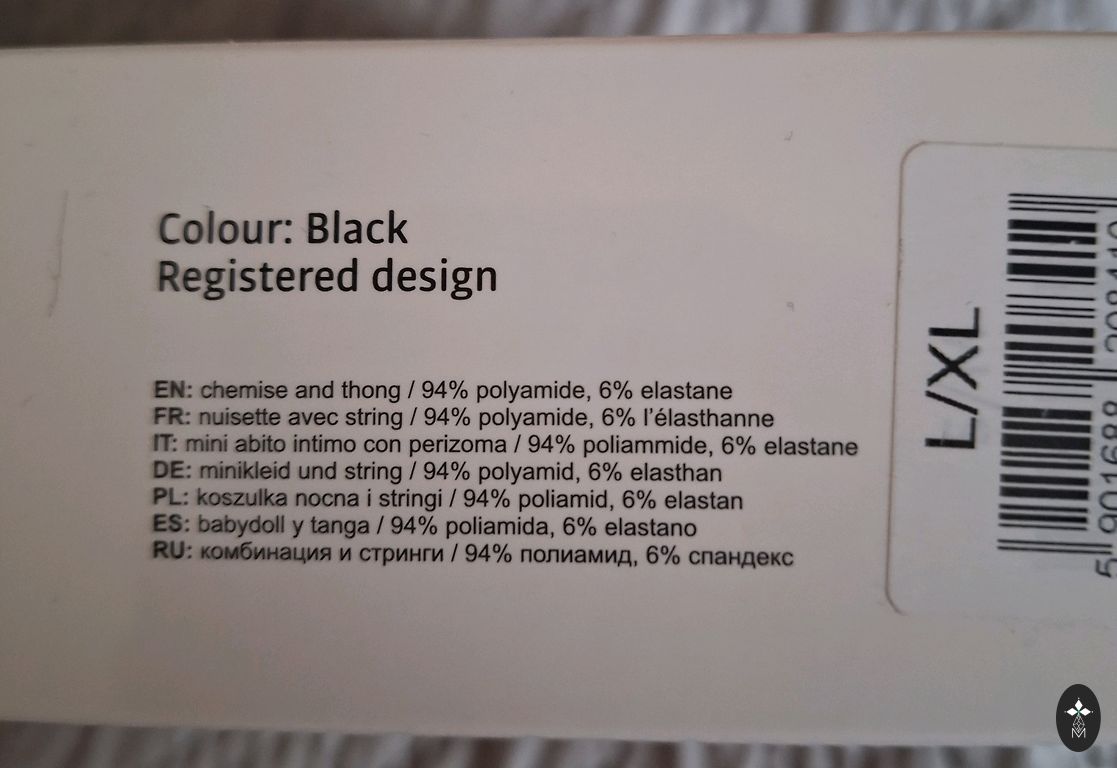 Colour: Black
Registered design
EN: chemise and thong / 94% polyamide, 6% elastane
FR: nuisette avec string / 94% polyamide, 6% l'élasthanne
IT: mini abito intimo con perizoma / 94% poliammide, 6% elastane
DE: minikleid und string / 94% polyamid, 6% elasthan
PL: koszulka nocna i stringi / 94% poliamid, 6% elastan
ES: babydoll y tanga / 94% poliamida, 6% elastano
RU: комбинация и стринги / 94% полиамид, 6% спандекс
L/XL